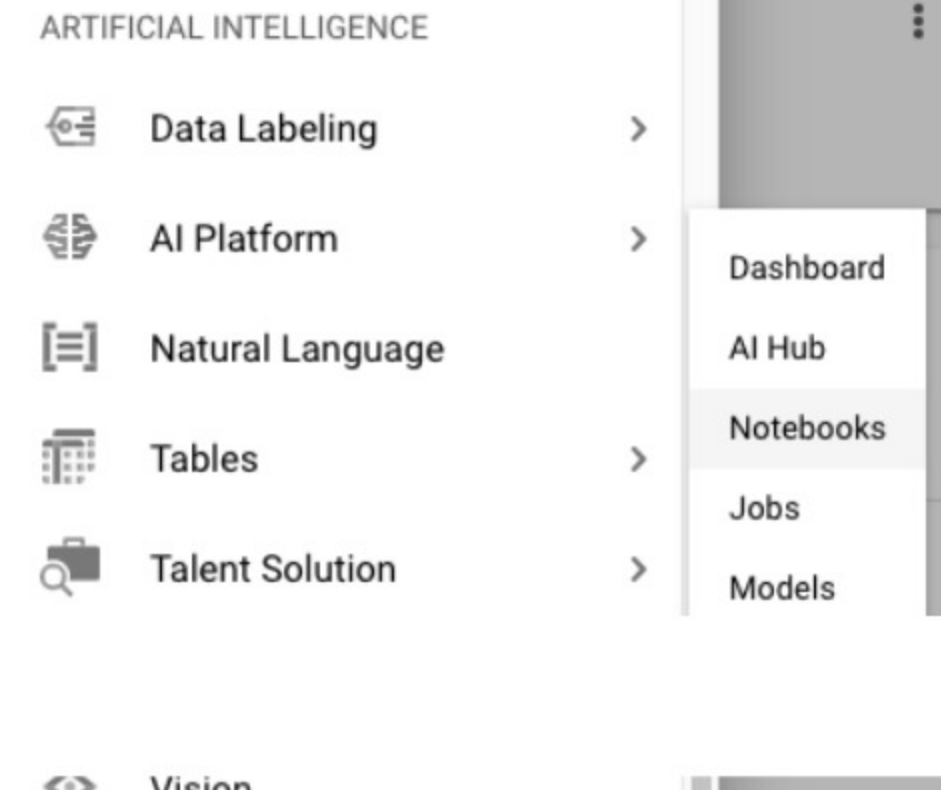 ARTIFICIAL INTELLIGENCE
Data Labeling
AI Platform
Natural Language
Tables
Talent Solution
Vision
Dashboard
AI Hub
Notebooks
Jobs
Models